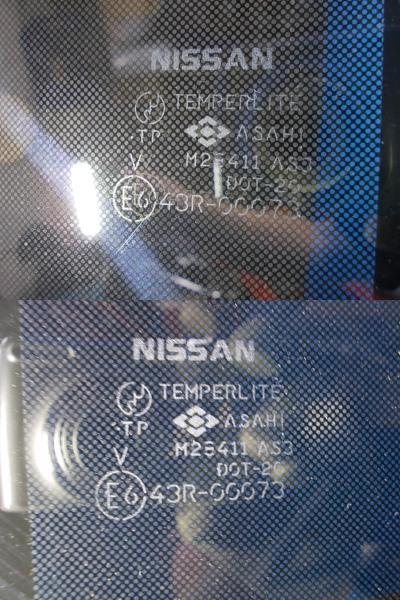 NISSAN
TEMPERLITE
TP ASAHI
V M2541 AS3
DOT-20
E6 43R-00073
NISSAN
TEMPERLITE
TP ASAHI
V M25411 AS3
DOT-20
E6 43R-00073